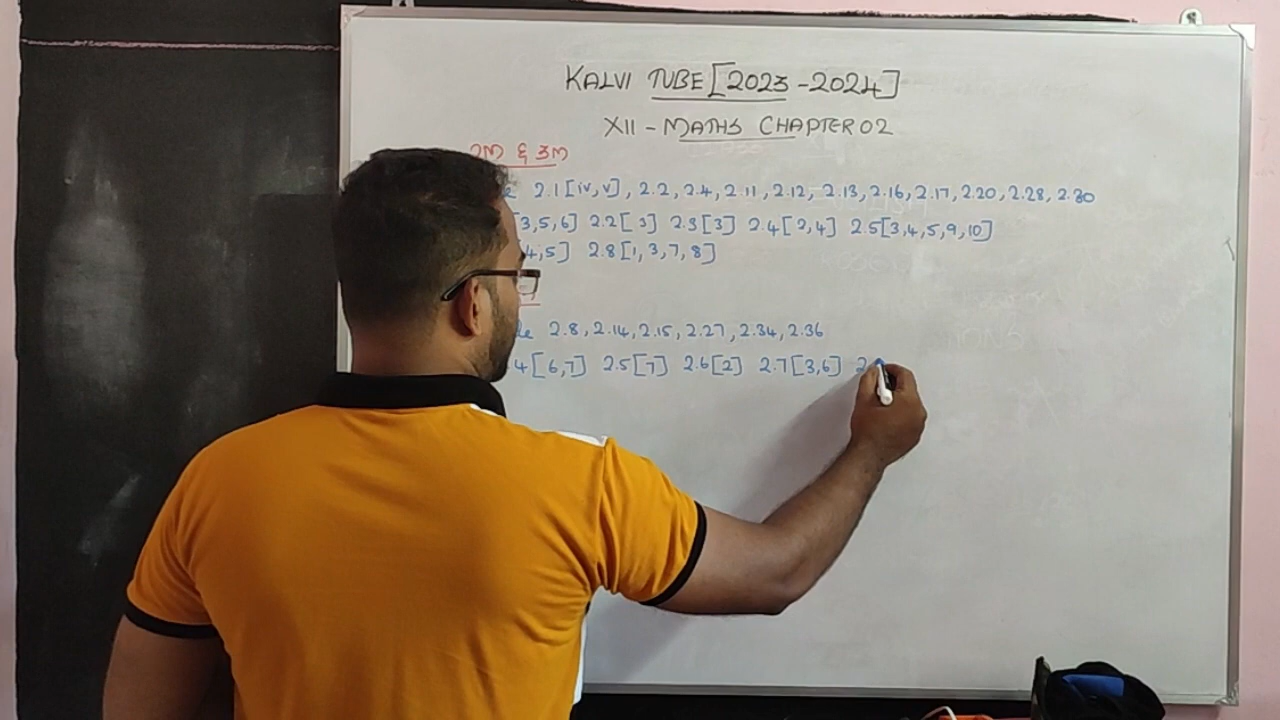 KALVI TUBE [2023-2024]
XII - MATHS CHAPTER 02
2M & 3M
2.1[iv,v], 2.2, 2.4, 2.11, 2.12, 2.13, 2.16, 2.17, 2.20, 2.28, 2.30
3,5,6] 2.2[3] 2.3[3] 2.4[2,4] 2.5[3,4,5,9,10]
4,5] 2.8[1,3,7,8]
2.8, 2.14, 2.15, 2.27, 2.34, 2.36
4[6,7] 2.5[7] 2.6[2] 2.7[3,6]